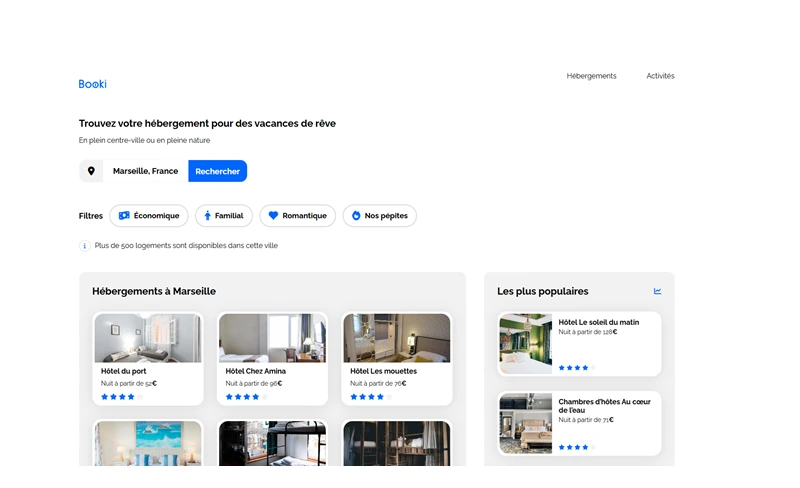 Booki
Hébergements
Activités
Trouvez votre hébergement pour des vacances de rêve
En plein centre-ville ou en pleine nature
Marseille, France
Rechercher
Filtres
Économique
Familial
Romantique
Nos pépites
Plus de 500 logements sont disponibles dans cette ville
Hébergements à Marseille
Hôtel du port
Nuit à partir de 52€
Hôtel Chez Amina
Nuit à partir de 96€
Hôtel Les mouettes
Nuit à partir de 76€
Les plus populaires
Hôtel Le soleil du matin
Nuit à partir de 128€
Chambres d'hôtes Au cœur
de l'eau
Nuit à partir de 71€